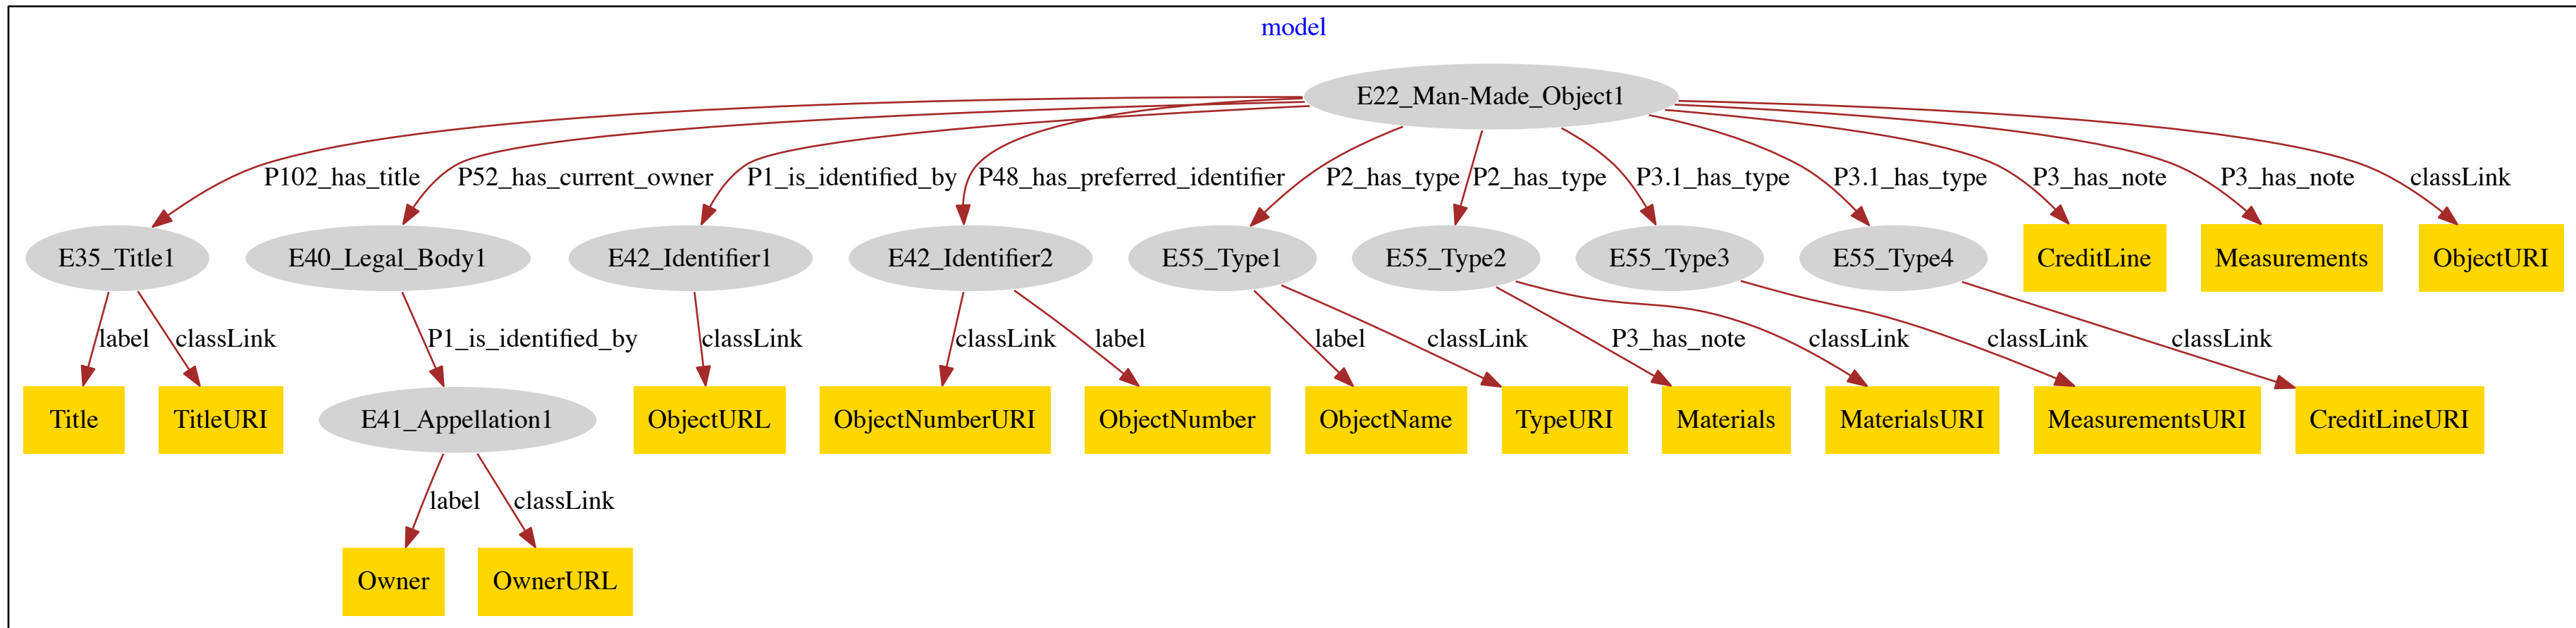 model
E22_Man-Made_Object1
P102_has_title P52_has_current_owner P1_is_identified_by P48_has_preferred_identifier P2_has_type P2_has_type P3.1_has_type P3.1_has_type P3_has_note P3_has_note classLink
E35_Title1 E40_Legal_Body1 E42_Identifier1 E42_Identifier2 E55_Type1 E55_Type2 E55_Type3 E55_Type4 CreditLine Measurements ObjectURI
label classLink P1_is_identified_by classLink classLink label label classLink P3_has_note classLink classLink classLink
Title TitleURI E41_Appellation1 ObjectURL ObjectNumberURI ObjectNumber ObjectName TypeURI Materials MaterialsURI MeasurementsURI CreditLineURI
label classLink
Owner OwnerURL